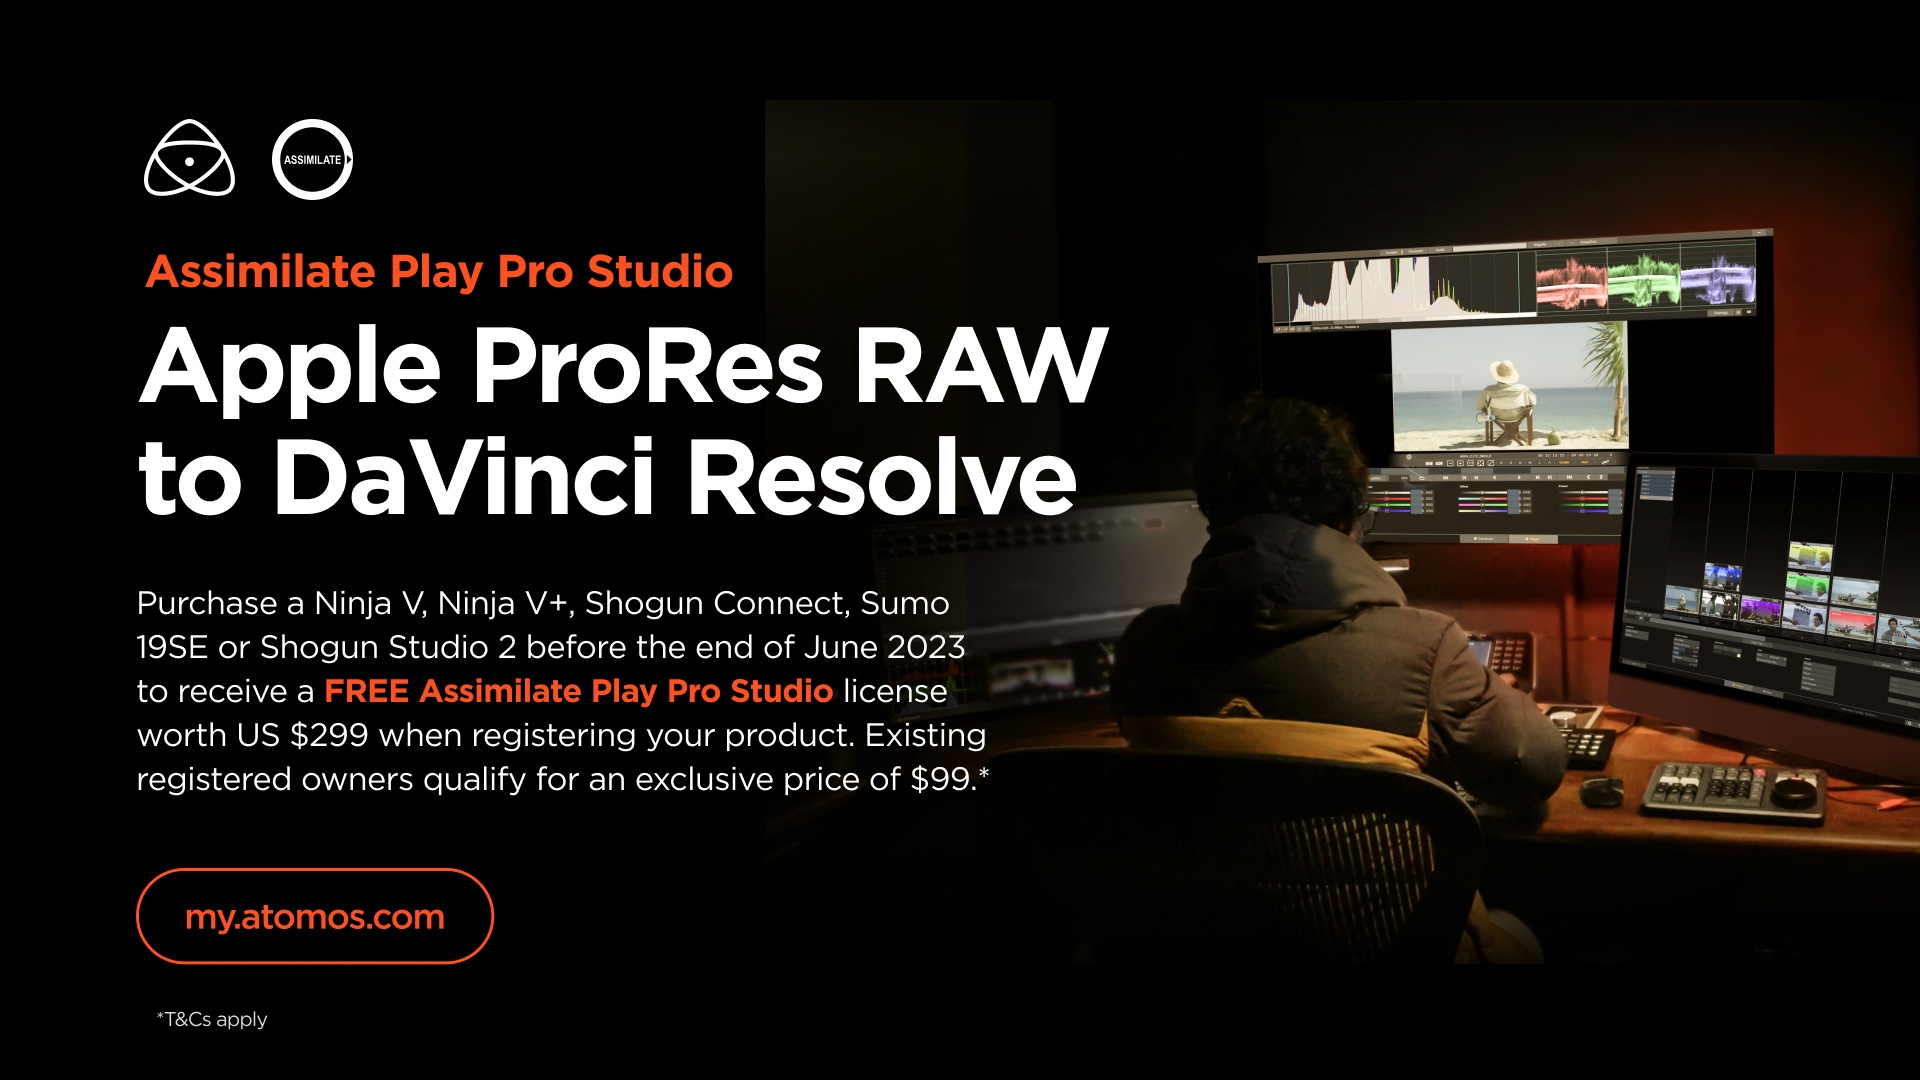 ASSIMILATE
Assimilate Play Pro Studio
Apple ProRes RAW
to DaVinci Resolve
Purchase a Ninja V, Ninja V+, Shogun Connect, Sumo
19SE or Shogun Studio 2 before the end of June 2023
to receive a FREE Assimilate Play Pro Studio license
worth US $299 when registering your product. Existing
registered owners qualify for an exclusive price of $99.*
my.atomos.com
*T&Cs apply